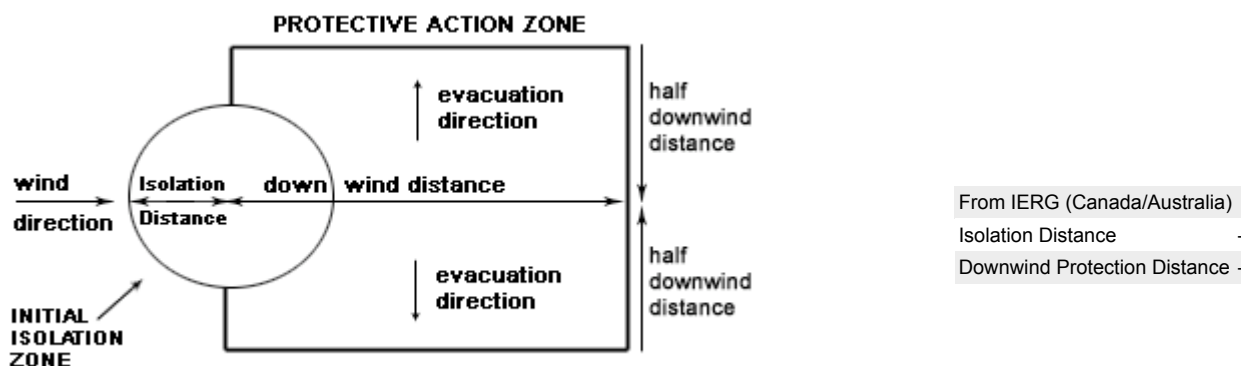 PROTECTIVE ACTION ZONE
evacuation
direction
half
downwind
distance
wind
direction
Isolation
Distance
down wind distance
evacuation
direction
half
downwind
distance
INITIAL
ISOLATION
ZONE
From IERG (Canada/Australia)
Isolation Distance -
Downwind Protection Distance -